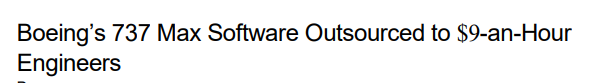 Boeing’s 737 Max Software Outsourced to $9-an-Hour
Engineers